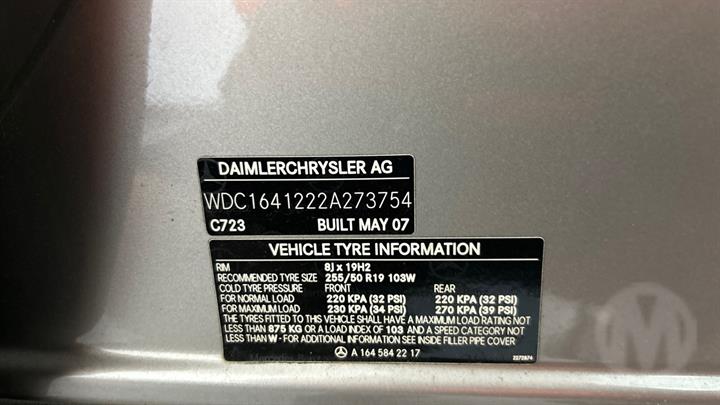 DAIMLERCHRYSLER AG
WDC1641222A273754
C723 BUILT MAY 07
VEHICLE TYRE INFORMATION
RIM 8J x 19H2
RECOMMENDED TYRE SIZE 255/50 R19 103W
COLD TYRE PRESSURE FRONT REAR
FOR NORMAL LOAD 220 KPA (32 PSI) 220 KPA (32 PSI)
FOR MAXIMUM LOAD 230 KPA (34 PSI) 270 KPA (39 PSI)
THE TYRES FITTED TO THIS VEHICLE SHALL HAVE A MAXIMUM LOAD RATING NOT
LESS THAN 875 KG OR A LOAD INDEX OF 103 AND A SPEED CATEGORY NOT
LESS THAN W - FOR ADDITIONAL INFORMATION SEE INSIDE FILLER PIPE COVER
A 164 584 22 17
2272874
M